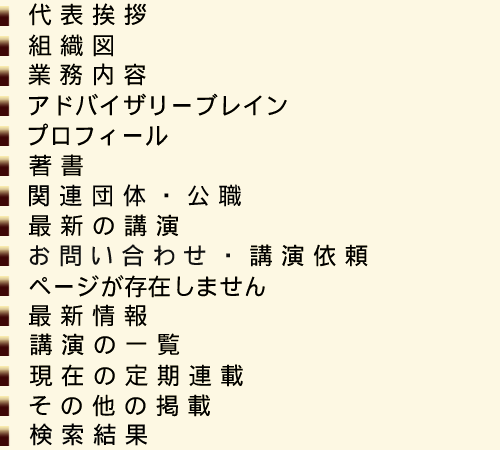 代表挨拶
組織図
業務内容
アドバイザリーブレイン
プロフィール
著書
関連団体・公職
最新の講演
お問い合わせ・講演依頼
ページが存在しません
最新情報
講演の一覧
現在の定期連載
その他の掲載
検索結果